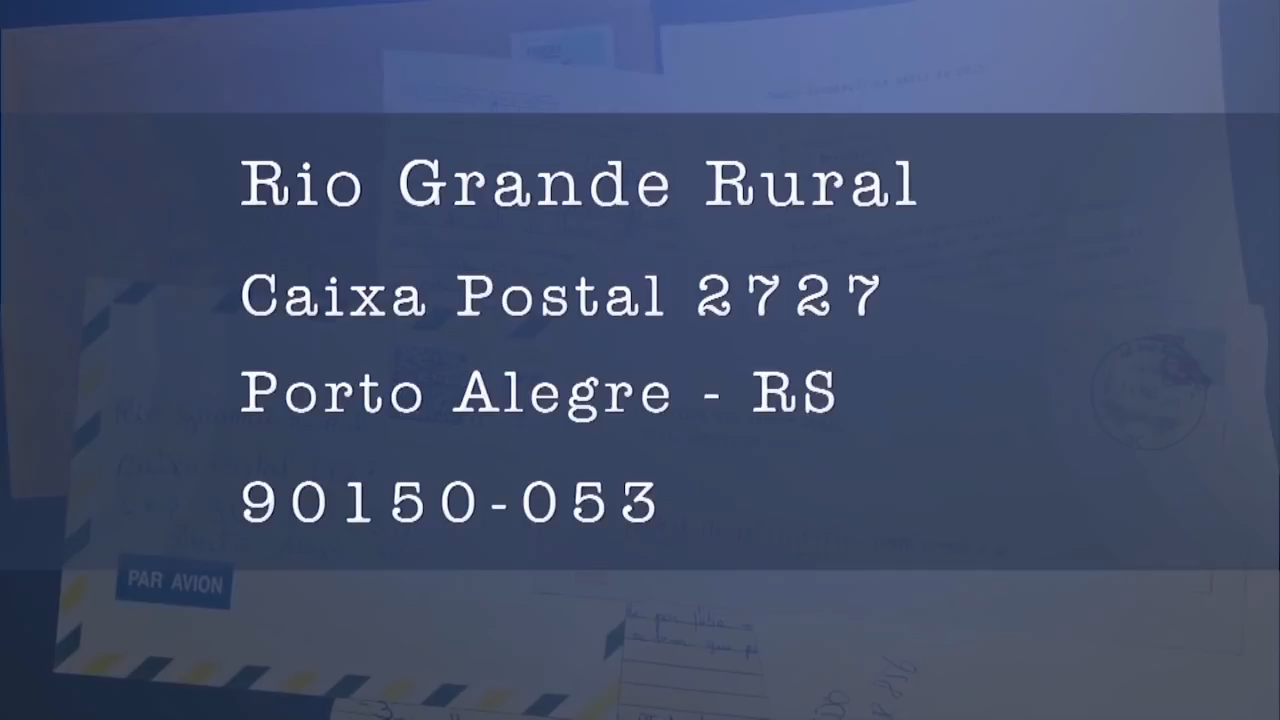 Rio Grande Rural
Caixa Postal 2727
Porto Alegre - RS
90150-053
PAR AVION